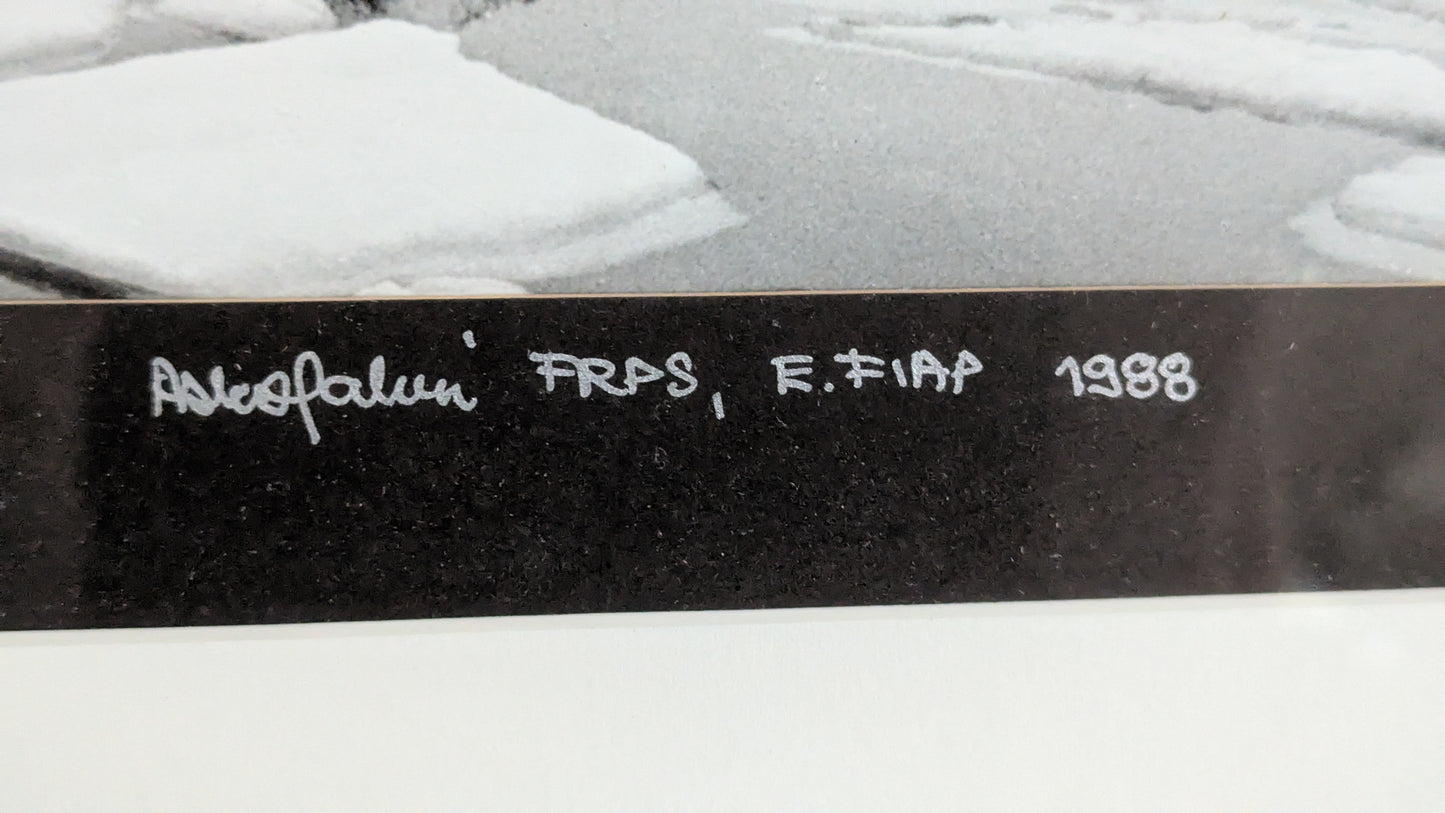 FRPS, E. FIAP 1988